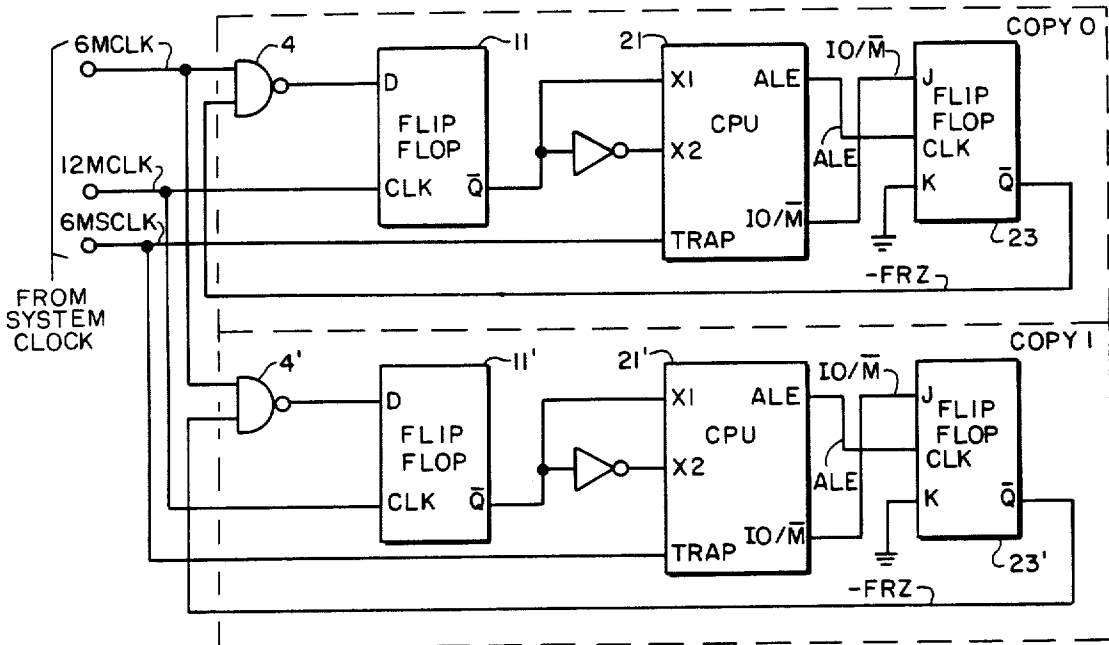 COPY 0
6MCLK
4
11
21
IO/M̅
D
FLIP
FLOP
CLK
Q̅
X1
ALE
CPU
X2
IO/M̅
TRAP
ALE
J
FLIP
FLOP
CLK
K
Q̅
23
12MCLK
6MSCLK
-FRZ
FROM
SYSTEM
CLOCK
COPY 1
4'
11'
21'
IO/M̅
D
FLIP
FLOP
CLK
Q̅
X1
ALE
CPU
X2
IO/M̅
TRAP
ALE
J
FLIP
FLOP
CLK
K
Q̅
23'
-FRZ